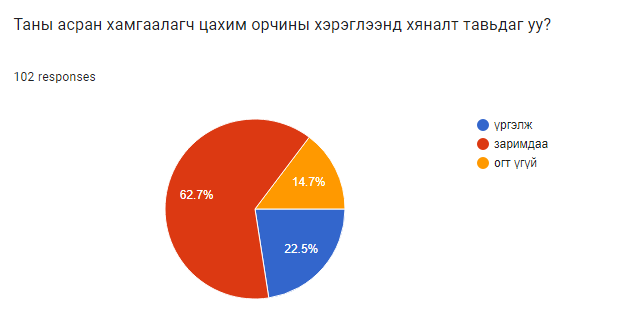 Таны асран хамгаалагч цахим орчины хэрэглээнд хяналт тавьдаг уу?
102 responses
үргэлж
заримдаа
огт үгүй
62.7%
14.7%
22.5%